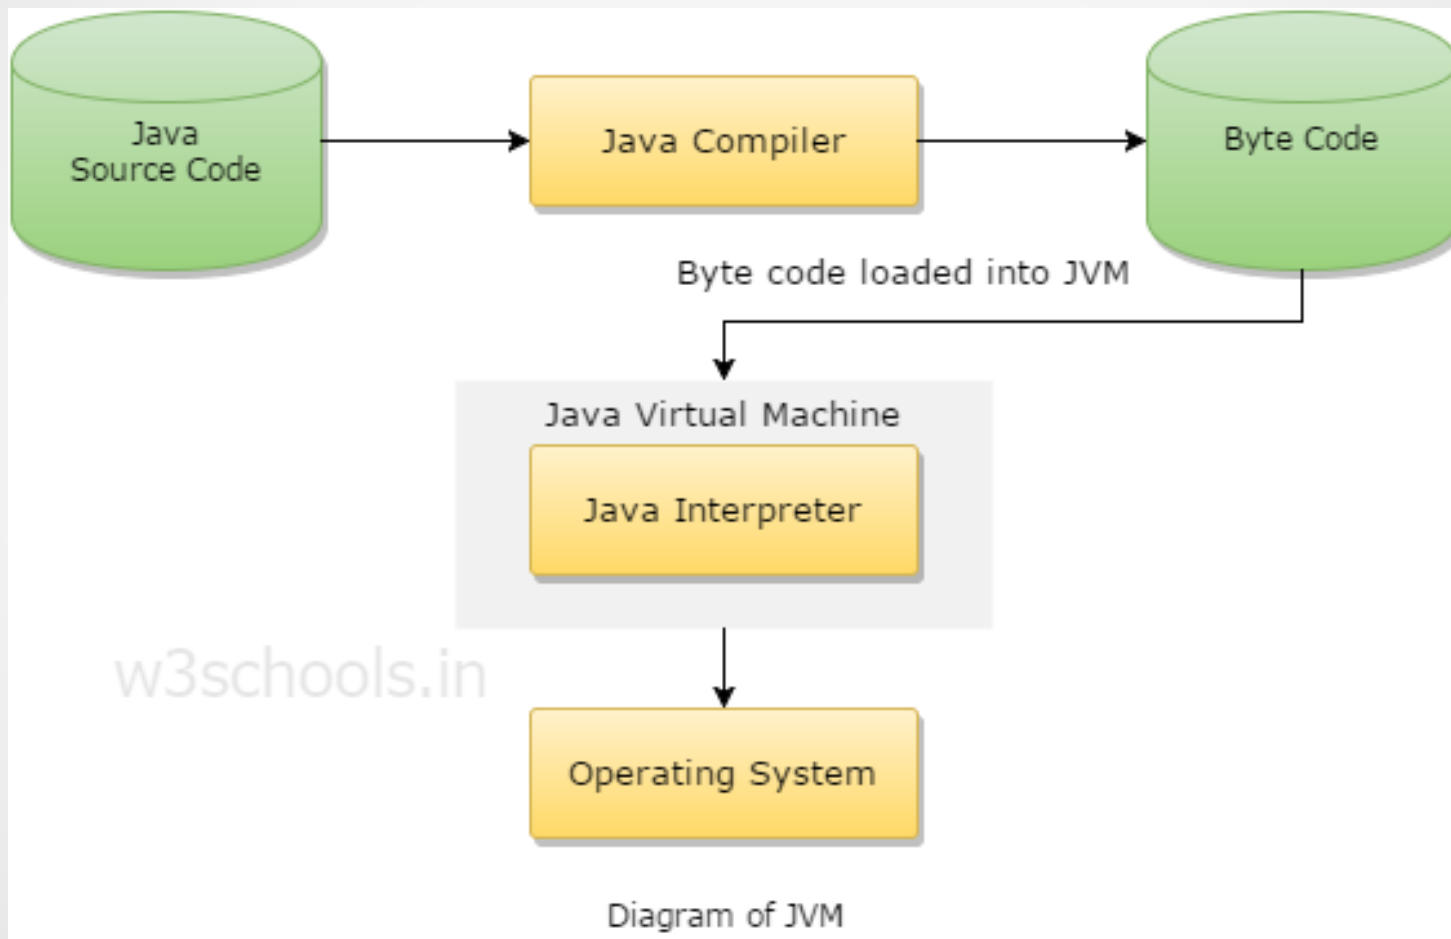 Java
Source Code
Java Compiler
Byte Code
Byte code loaded into JVM
Java Virtual Machine
Java Interpreter
w3schools.in
Operating System
Diagram of JVM